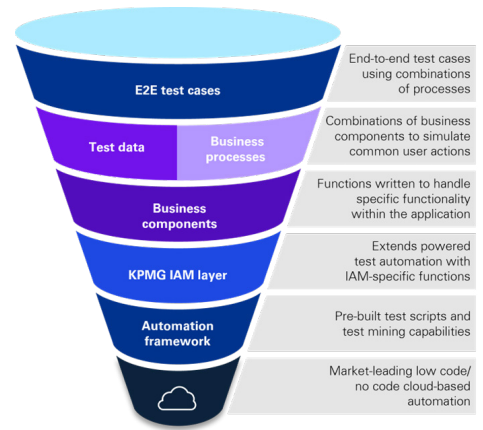 E2E test cases
End-to-end test cases
using combinations
of processes
Test data
Business
processes
Combinations of business
components to simulate
common user actions
Business
components
Functions written to handle
specific functionality
within the application
KPMG IAM layer
Extends powered
test automation with
IAM-specific functions
Automation
framework
Pre-built test scripts and
test mining capabilities
Market-leading low code/
no code cloud-based
automation